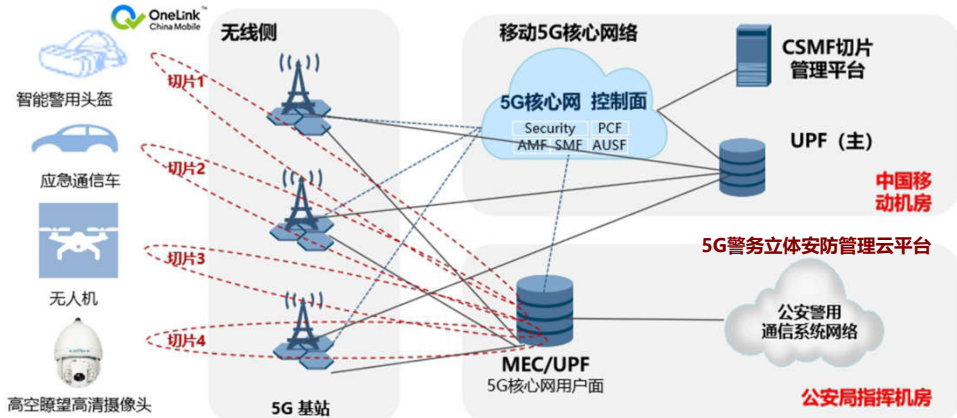 OneLink
China Mobile
智能警用头盔
应急通信车
无人机
高空瞭望高清摄像头
切片1
切片2
切片3
切片4
无线侧
5G 基站
移动5G核心网络
5G核心网 控制面
Security PCF
AMF SMF AUSF
CSMF切片
管理平台
UPF（主）
中国移
动机房
5G警务立体安防管理云平台
MEC/UPF
5G核心网用户面
公安警用
通信系统网络
公安局指挥机房